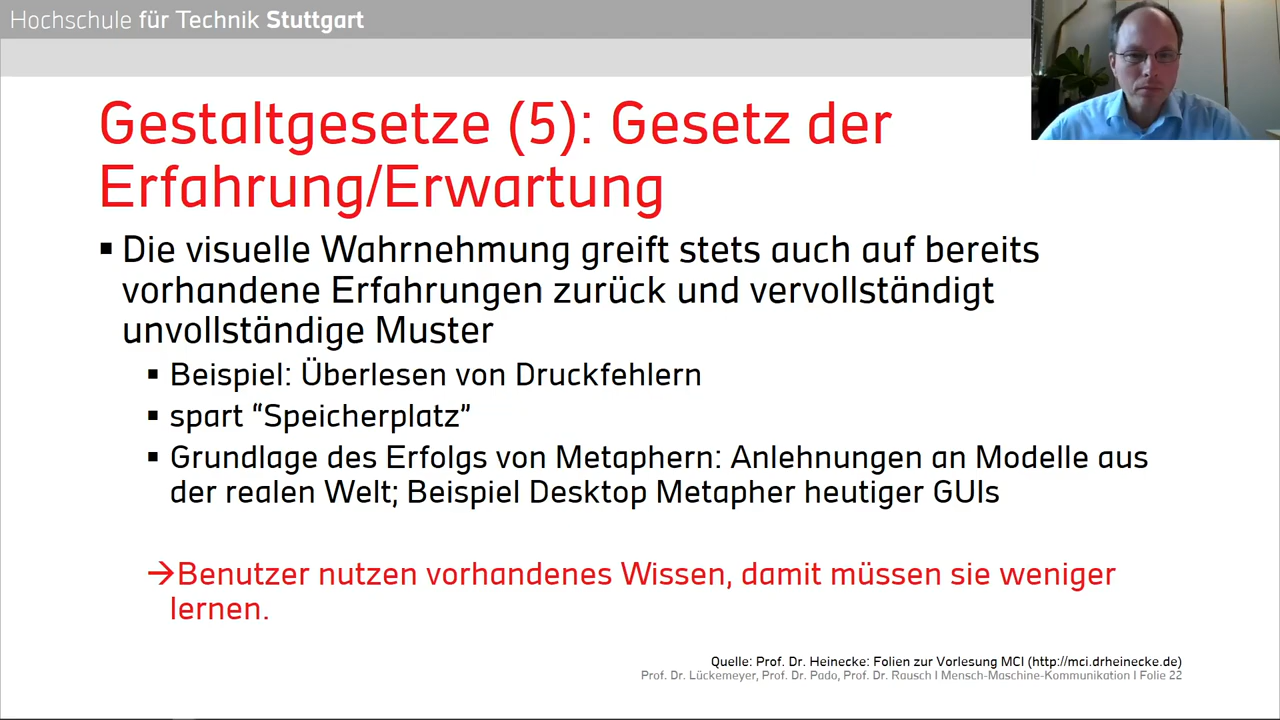 Hochschule für Technik Stuttgart
Gestaltgesetze (5): Gesetz der
Erfahrung/Erwartung
▪ Die visuelle Wahrnehmung greift stets auch auf bereits
vorhandene Erfahrungen zurück und vervollständigt
unvollständige Muster
▪ Beispiel: Überlesen von Druckfehlern
▪ spart “Speicherplatz”
▪ Grundlage des Erfolgs von Metaphern: Anlehnungen an Modelle aus
der realen Welt; Beispiel Desktop Metapher heutiger GUIs
→Benutzer nutzen vorhandenes Wissen, damit müssen sie weniger
lernen.
Quelle: Prof. Dr. Heinecke: Folien zur Vorlesung MCI (http://mci.drheinecke.de)
Prof. Dr. Lückemeyer, Prof. Dr. Pado, Prof. Dr. Rausch I Mensch-Maschine-Kommunikation I Folie 22